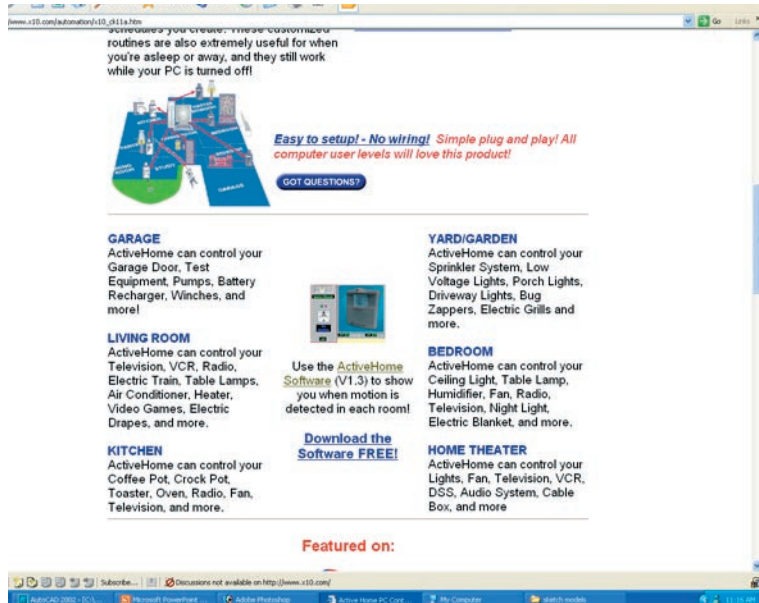 www.x10.com/automation/x10_ck11a.htm
Go
Links
schedules you create! These customized
routines are also extremely useful for when
you're asleep or away, and they still work
while your PC is turned off!
GARAGE
Easy to setup! - No wiring! Simple plug and play! All
computer user levels will love this product!
GOT QUESTIONS?
GARAGE
ActiveHome can control your
Garage Door, Test
Equipment, Pumps, Battery
Recharger, Winches, and
more!
LIVING ROOM
ActiveHome can control your
Television, VCR, Radio,
Electric Train, Table Lamps,
Air Conditioner, Heater,
Video Games, Electric
Drapes, and more.
KITCHEN
ActiveHome can control your
Coffee Pot, Crock Pot,
Toaster, Oven, Radio, Fan,
Television, and more.
Use the ActiveHome
Software (V1.3) to show
you when motion is
detected in each room!
Download the
Software FREE!
YARD/GARDEN
ActiveHome can control your
Sprinkler System, Low
Voltage Lights, Porch Lights,
Driveway Lights, Bug
Zappers, Electric Grills and
more.
BEDROOM
ActiveHome can control your
Ceiling Light, Table Lamp,
Humidifier, Fan, Radio,
Television, Night Light,
Electric Blanket, and more.
HOME THEATER
ActiveHome can control your
Lights, Fan, Television, VCR,
DSS, Audio System, Cable
Box, and more
Featured on:
Subscribe... Discussions not available on http://www.x10.com/
AutoCAD 2002 - [C:\... Microsoft PowerPoint ... Adobe Photoshop Active Home PC Cont... My Computer sketch models 11:16 AM